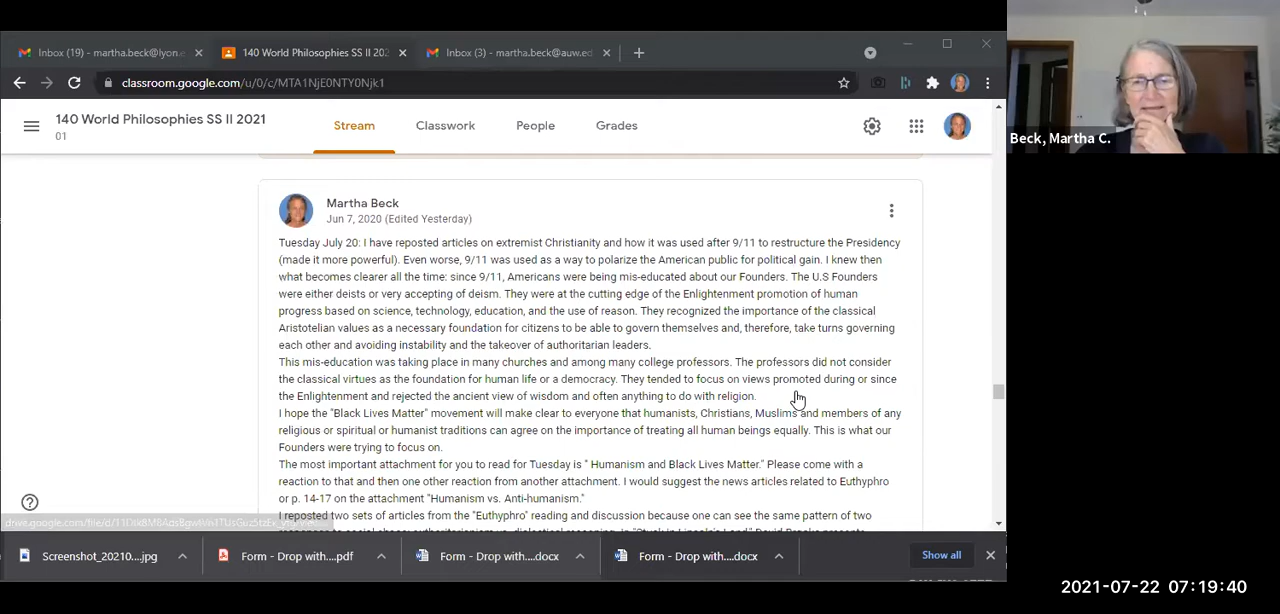 Inbox (19) - martha.beck@lyon.e
140 World Philosophies SS II 202
Inbox (3) - martha.beck@auw.ed
classroom.google.com/u/0/c/MTA1NjE0NTY0Njk1
140 World Philosophies SS II 2021
01
Stream
Classwork
People
Grades
Beck, Martha C.
Martha Beck
Jun 7, 2020 (Edited Yesterday)
Tuesday July 20: I have reposted articles on extremist Christianity and how it was used after 9/11 to restructure the Presidency
(made it more powerful). Even worse, 9/11 was used as a way to polarize the American public for political gain. I knew then
what becomes clearer all the time: since 9/11, Americans were being mis-educated about our Founders. The U.S Founders
were either deists or very accepting of deism. They were at the cutting edge of the Enlightenment promotion of human
progress based on science, technology, education, and the use of reason. They recognized the importance of the classical
Aristotelian values as a necessary foundation for citizens to be able to govern themselves and, therefore, take turns governing
each other and avoiding instability and the takeover of authoritarian leaders.
This mis-education was taking place in many churches and among many college professors. The professors did not consider
the classical virtues as the foundation for human life or a democracy. They tended to focus on views promoted during or since
the Enlightenment and rejected the ancient view of wisdom and often anything to do with religion.
I hope the "Black Lives Matter" movement will make clear to everyone that humanists, Christians, Muslims and members of any
religious or spiritual or humanist traditions can agree on the importance of treating all human beings equally. This is what our
Founders were trying to focus on.
The most important attachment for you to read for Tuesday is " Humanism and Black Lives Matter." Please come with a
reaction to that and then one other reaction from another attachment. I would suggest the news articles related to Euthyphro
or p. 14-17 on the attachment "Humanism vs. Anti-humanism."
I reposted two sets of articles from the "Euthyphro" reading and discussion because one can see the same pattern of two
Screenshot_20210....jpg
Form - Drop with....pdf
Form - Drop with....docx
Form - Drop with....docx
Show all
2021-07-22 07:19:40